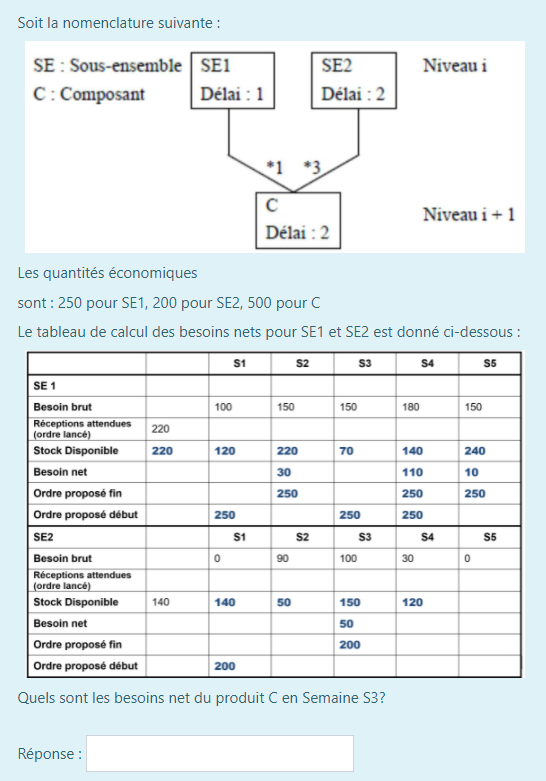 Soit la nomenclature suivante :
SE : Sous-ensemble SE1 SE2 Niveau i
C : Composant Délai : 1 Délai : 2
*1 *3
C
Niveau i + 1
Délai : 2
Les quantités économiques
sont : 250 pour SE1, 200 pour SE2, 500 pour C
Le tableau de calcul des besoins nets pour SE1 et SE2 est donné ci-dessous :
S1 S2 S3 S4 S5
SE 1
Besoin brut 100 150 150 180 150
Réceptions attendues
(ordre lancé) 220
Stock Disponible 220 120 220 70 140 240
Besoin net 30 110 10
Ordre proposé fin 250 250 250
Ordre proposé début 250 250 250
SE2 S1 S2 S3 S4 S5
Besoin brut 0 90 100 30 0
Réceptions attendues
(ordre lancé)
Stock Disponible 140 140 50 150 120
Besoin net 50
Ordre proposé fin 200
Ordre proposé début 200
Quels sont les besoins net du produit C en Semaine S3?
Réponse :